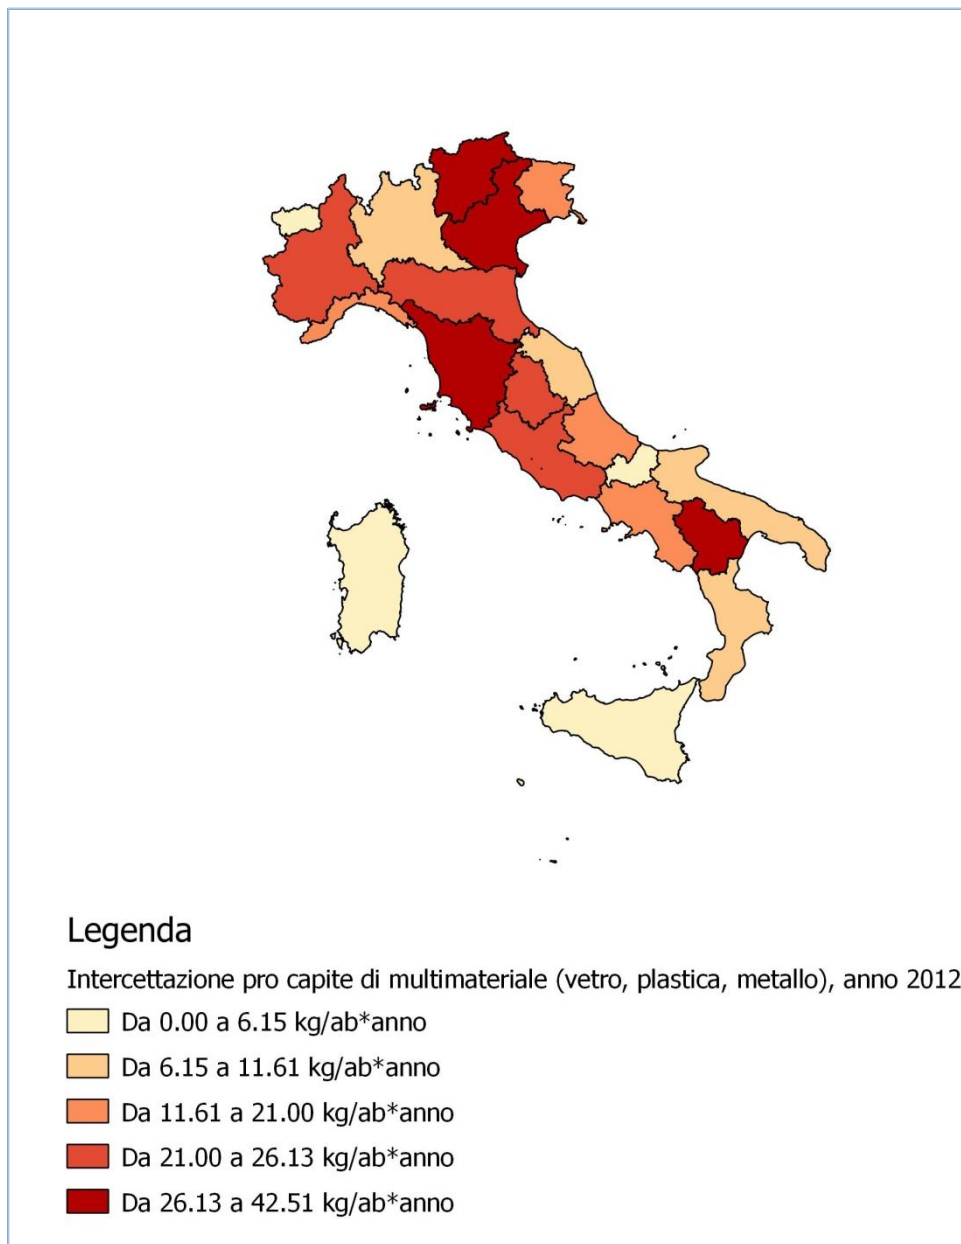 Legenda
Intercettazione pro capite di multimateriale (vetro, plastica, metallo), anno 2012
Da 0.00 a 6.15 kg/ab*anno
Da 6.15 a 11.61 kg/ab*anno
Da 11.61 a 21.00 kg/ab*anno
Da 21.00 a 26.13 kg/ab*anno
Da 26.13 a 42.51 kg/ab*anno